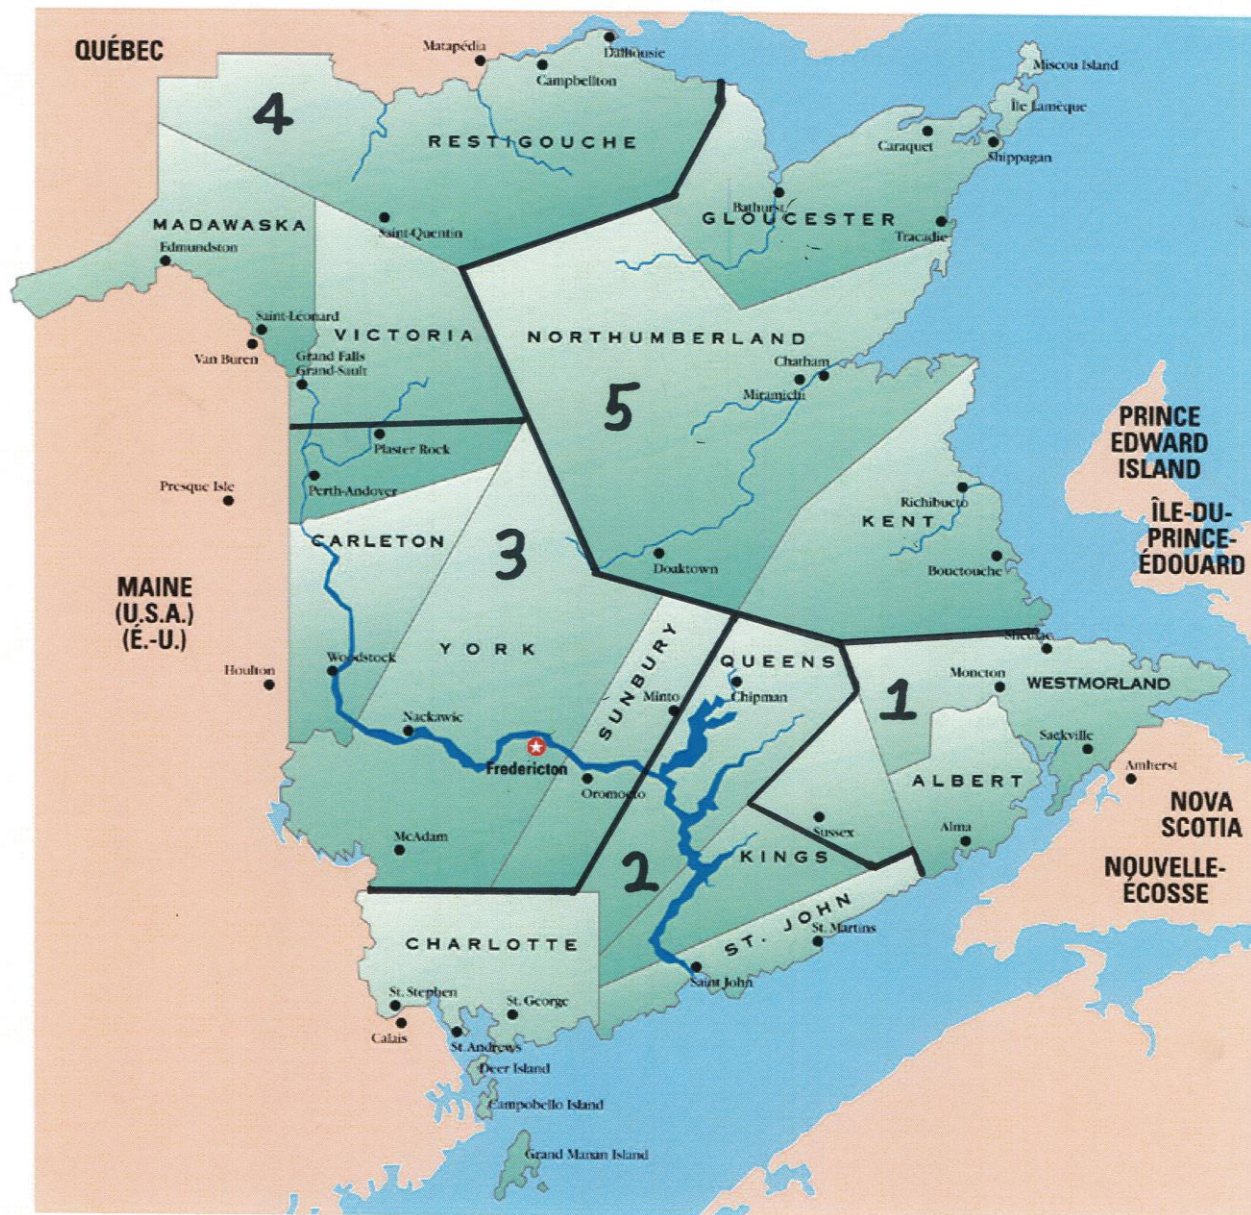 QUÉBEC
Matapédia
Dalhousie
Campbellton
Miscou Island
Île Lamèque
4
RESTIGOUCHE
Caraquet
Shippagan
MADAWASKA
Saint-Quentin
Bathurst
GLOUCESTER
Tracadie
Edmundston
Saint-Léonard
Van Buren
VICTORIA
NORTHUMBERLAND
Grand Falls
Grand-Sault
Chatham
Miramichi
5
PRINCE
EDWARD
ISLAND
Plaster Rock
Perth-Andover
Presque Isle
Richibucto
KENT
ÎLE-DU-
PRINCE-
ÉDOUARD
CARLETON
3
Doaktown
Bouctouche
MAINE
(U.S.A.)
(É.-U.)
YORK
SUNBURY
QUEENS
Shediac
Houlton
Woodstock
Minto
Chipman
1
Moncton
WESTMORLAND
Nackawic
Fredericton
Oromocto
Sackville
Amherst
ALBERT
NOVA
SCOTIA
McAdam
Sussex
Alma
2
KINGS
NOUVELLE-
ÉCOSSE
CHARLOTTE
ST. JOHN
St. Martins
Saint John
St. Stephen
St. George
Calais
St. Andrews
Deer Island
Campobello Island
Grand Manan Island